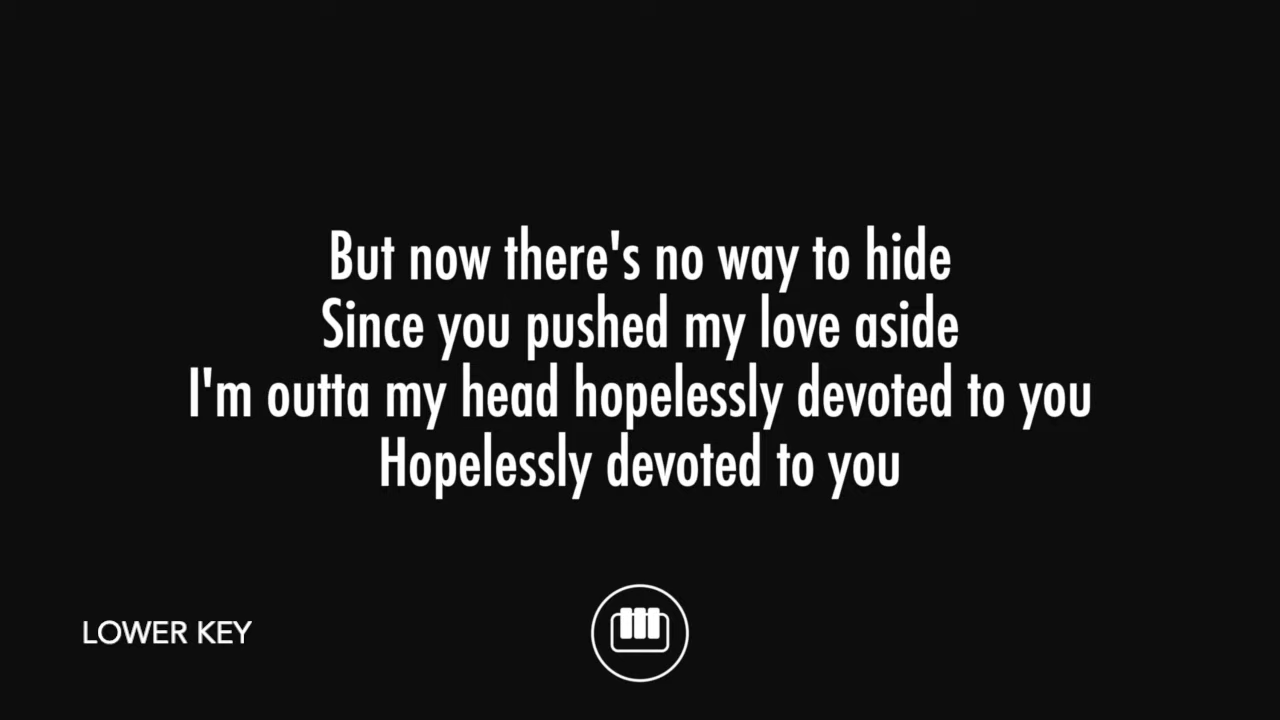 But now there's no way to hide
Since you pushed my love aside
I'm outta my head hopelessly devoted to you
Hopelessly devoted to you
LOWER KEY